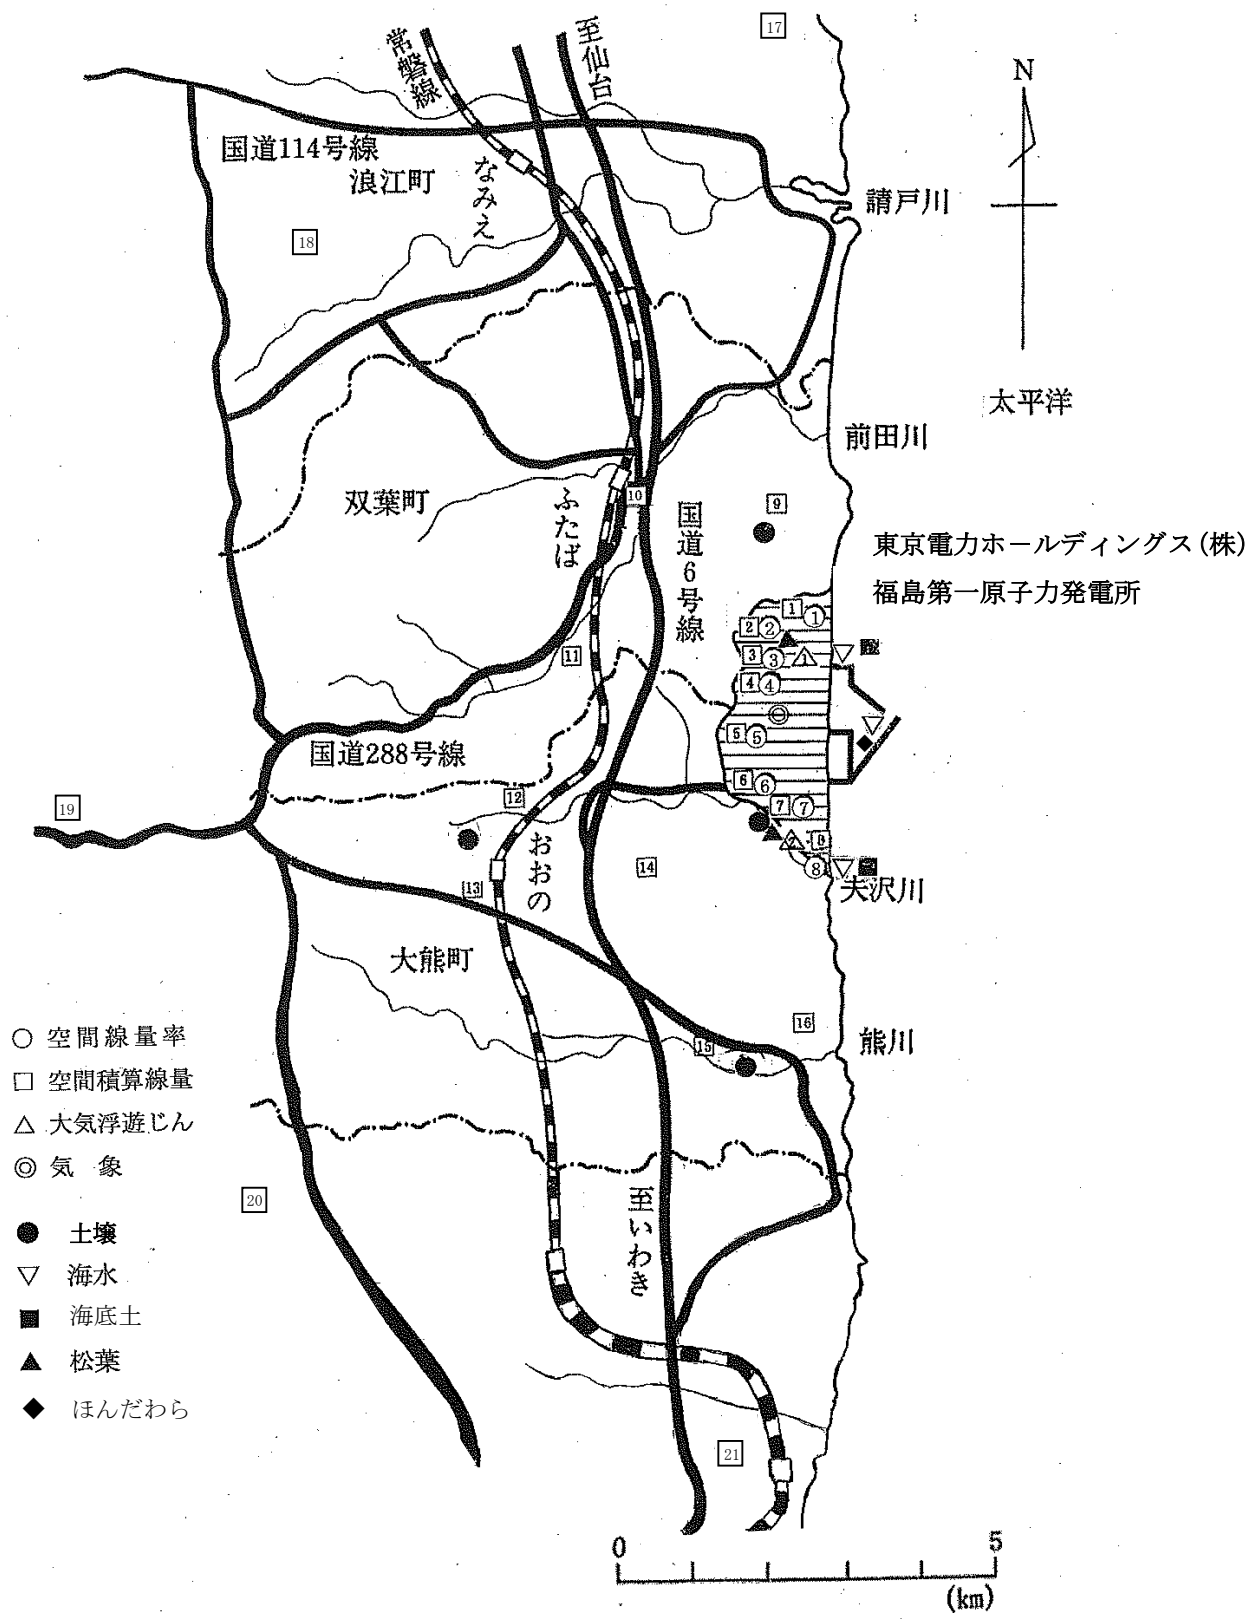 17
常磐線
至仙台
N
国道114号線
浪江町
なみえ
請戸川
18
太平洋
前田川
双葉町
ふたば
10
国道6号線
9
東京電力ホールディングス(株)
福島第一原子力発電所
1 ①
2 ②
3 ③ 1
4 ④
11
5 ⑤
国道288号線
6 ⑥
12
7 ⑦
19
2 8
おおの
14
⑧
13
夫沢川
大熊町
16
熊川
15
○ 空間線量率
□ 空間積算線量
△ 大気浮遊じん
◎ 気 象
20
至いわき
● 土壌
▽ 海水
■ 海底土
▲ 松葉
◆ ほんだわら
21
0 5
(km)